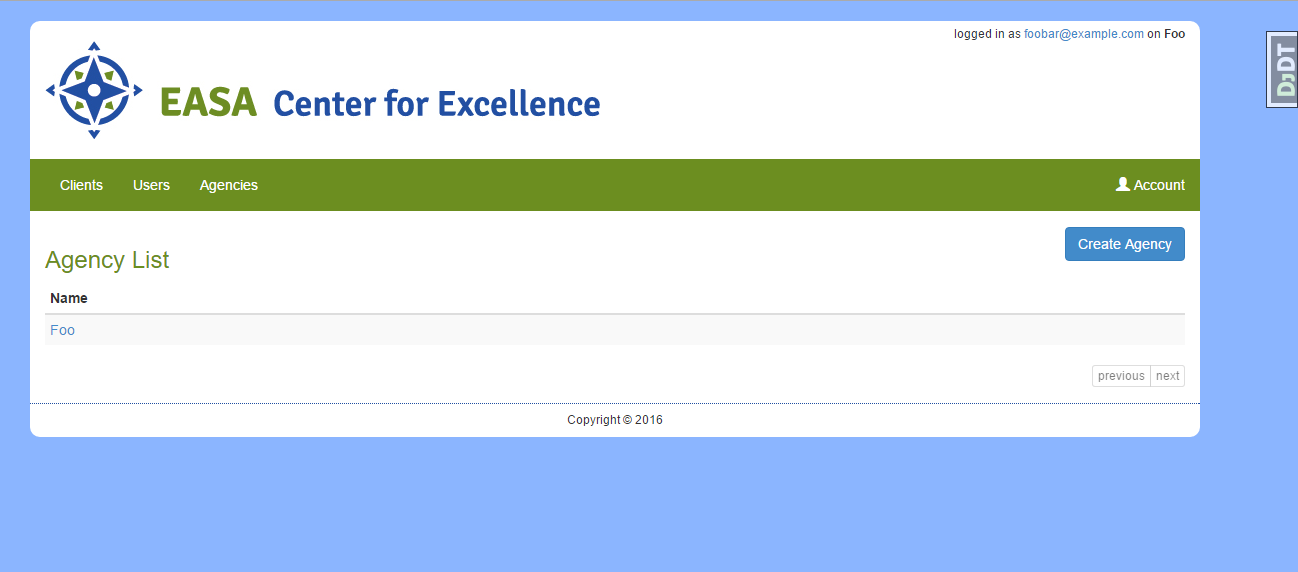 logged in as foobar@example.com on Foo
DjDT
EASA Center for Excellence
Clients Users Agencies Account
Create Agency
Agency List
Name
Foo
previous next
Copyright © 2016